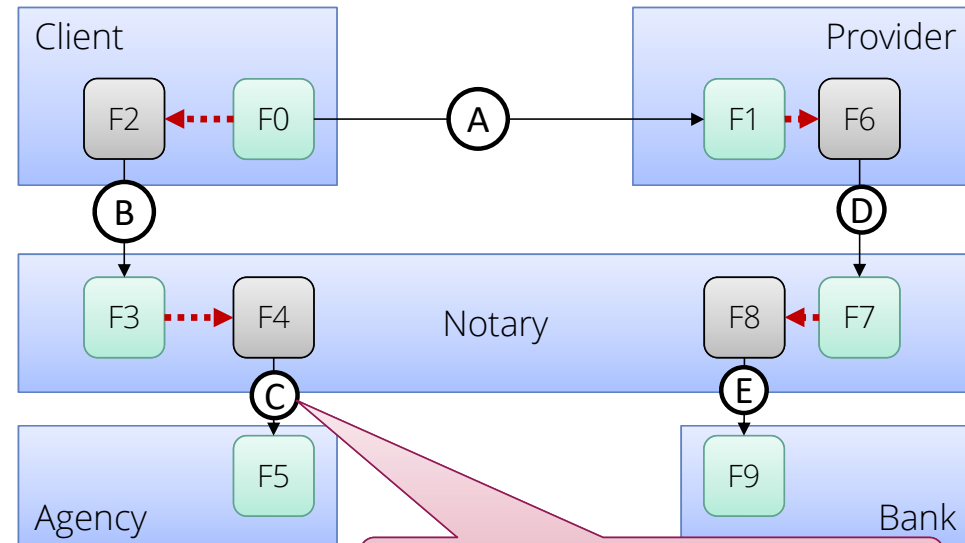 Client
Provider
F2
F0
A
F1
F6
B
D
F3
F4
Notary
F8
F7
C
E
F5
F9
Agency
Bank